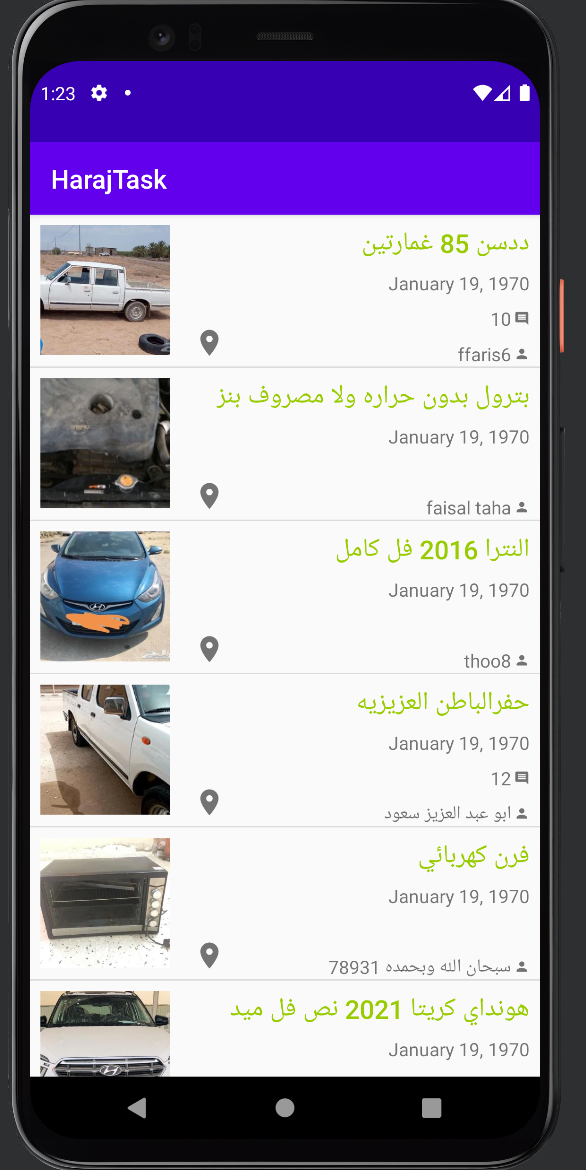 1:23
HarajTask
ددسن 85 غمارتين
January 19, 1970
10
ffaris6
بترول بدون حراره ولا مصروف بنز
January 19, 1970
faisal taha
النترا 2016 فل كامل
January 19, 1970
thoo8
حفرالباطن العزيزيه
January 19, 1970
12
ابو عبد العزيز سعود
فرن كهربائي
January 19, 1970
سبحان الله وبحمده 78931
هونداي كريتا 2021 نص فل ميد
January 19, 1970